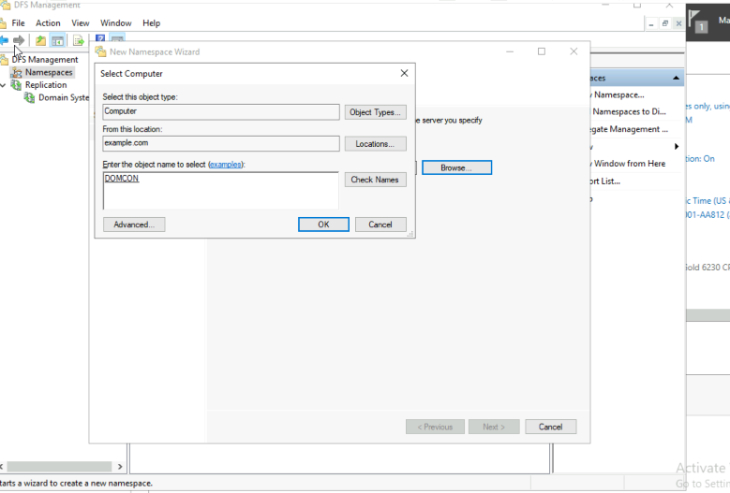 DFS Management
File Action View Window Help
1
DFS Management
Namespaces
Replication
Domain Syste
New Namespace Wizard
Select Computer
Select this object type:
Computer
Object Types...
From this location:
example.com
Locations...
Enter the object name to select (examples):
DOMCON
Check Names
Advanced...
OK
Cancel
e server you specify
Browse...
< Previous
Next >
Cancel
aces
Namespace...
Namespaces to Di...
egate Management ...
Window from Here
ort List...
es only, usin
M
tion: On
c Time (US &
001-AA812 (
old 6230 CP
Activate
Go to Settin
tarts a wizard to create a new namespace.